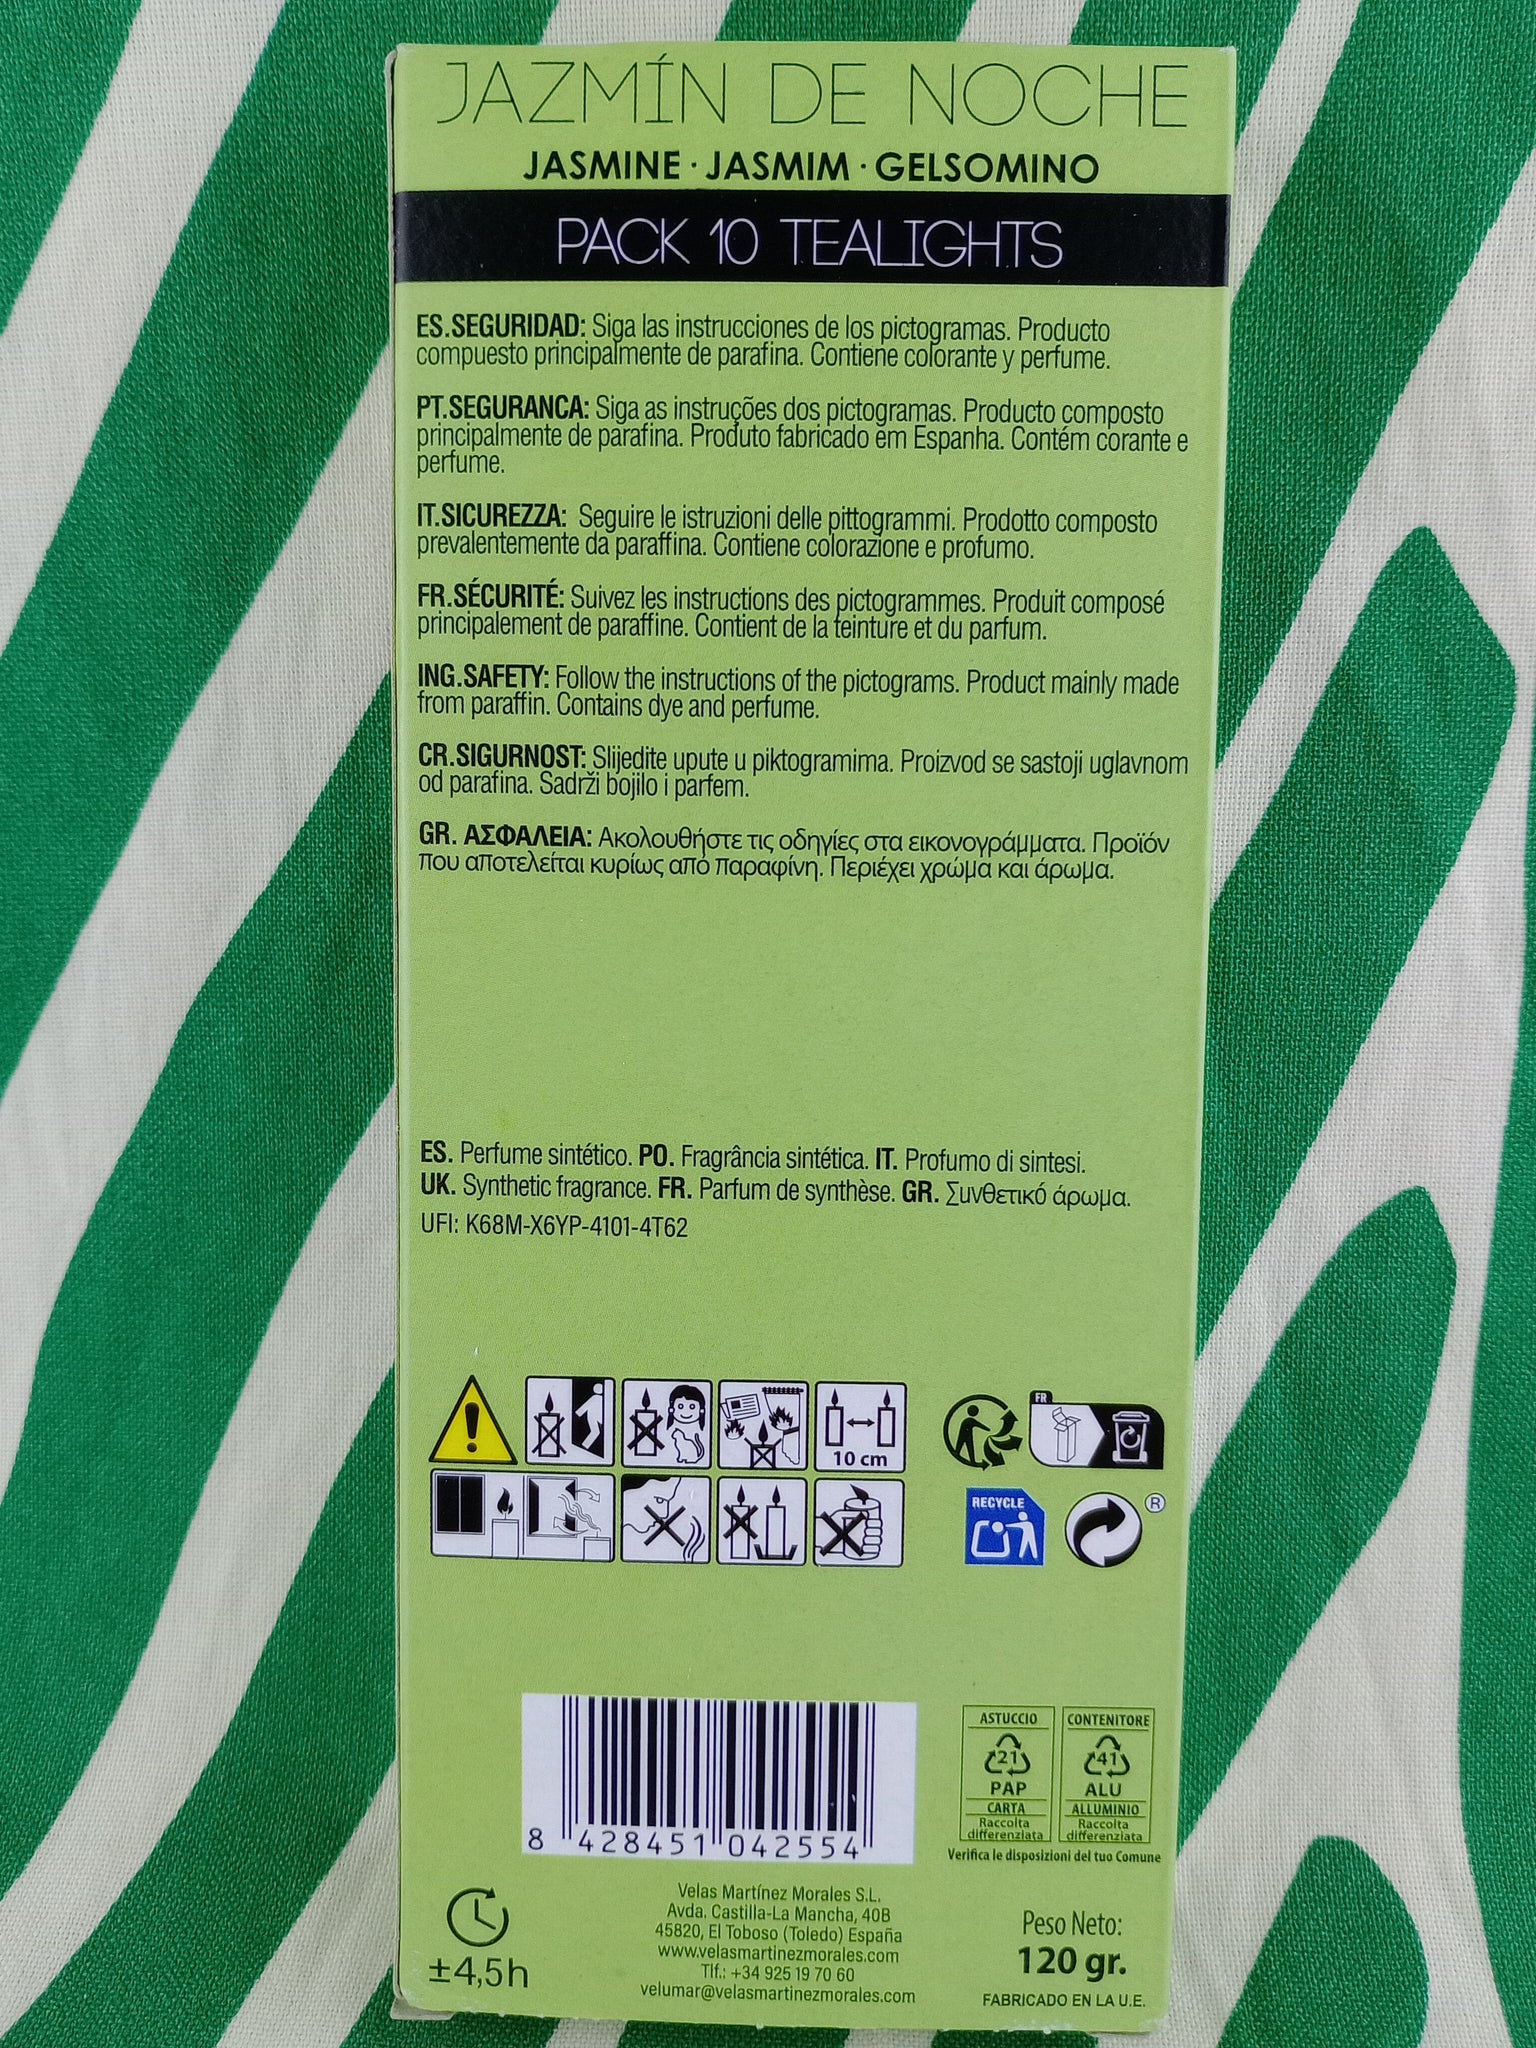 JAZMÍN DE NOCHE
JASMINE · JASMIM · GELSOMINO
PACK 10 TEALIGHTS
ES.SEGURIDAD: Siga las instrucciones de los pictogramas. Producto
compuesto principalmente de parafina. Contiene colorante y perfume.
PT.SEGURANCA: Siga as instruções dos pictogramas. Producto composto
principalmente de parafina. Produto fabricado em Espanha. Contém corante e
perfume.
IT.SICUREZZA: Seguire le istruzioni delle pittogrammi. Prodotto composto
prevalentemente da paraffina. Contiene colorazione e profumo.
FR.SÉCURITÉ: Suivez les instructions des pictogrammes. Produit composé
principalement de paraffine. Contient de la teinture et du parfum.
ING.SAFETY: Follow the instructions of the pictograms. Product mainly made
from paraffin. Contains dye and perfume.
CR.SIGURNOST: Slijedite upute u piktogramima. Proizvod se sastoji uglavnom
od parafina. Sadrži bojilo i parfem.
GR. ΑΣΦΑΛΕΙΑ: Ακολουθήστε τις οδηγίες στα εικονογράμματα. Προϊόν
που αποτελείται κυρίως από παραφίνη. Περιέχει χρώμα και άρωμα.
ES. Perfume sintético. PO. Fragrância sintética. IT. Profumo di sintesi.
UK. Synthetic fragrance. FR. Parfum de synthèse. GR. Συνθετικό άρωμα.
UFI: K68M-X6YP-4101-4T62
10 cm
FR
RECYCLE
®
8 428451 042554
ASTUCCIO
21
PAP
CARTA
Raccolta
differenziata
CONTENITORE
41
ALU
ALLUMINIO
Raccolta
differenziata
Verifica le disposizioni del tuo Comune
±4,5h
Velas Martínez Morales S.L.
Avda. Castilla-La Mancha, 40B
45820, El Toboso (Toledo) España
www.velasmartinezmorales.com
Tlf.: +34 925 19 70 60
velumar@velasmartinezmorales.com
Peso Neto:
120 gr.
FABRICADO EN LA U.E.